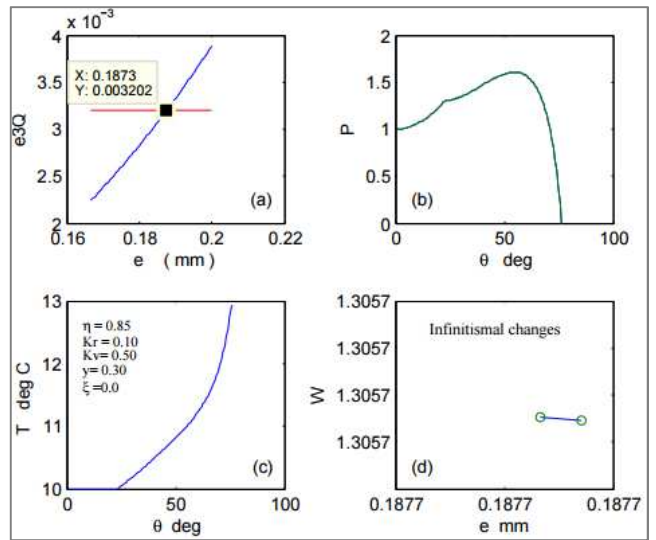 x 10⁻³
4
3.5
3
2.5
2
e3Q
X: 0.1873
Y: 0.003202
(a)
0.16 0.18 0.2 0.22
e ( mm )
2
1.5
1
0.5
0
P
(b)
0 50 100
θ deg
13
12
11
10
T deg C
η = 0.85
Kr = 0.10
Kv= 0.50
y= 0.30
ξ =0.0
(c)
0 50 100
θ deg
1.3057
1.3057
1.3057
1.3057
W
Infinitismal changes
(d)
0.1877 0.1877 0.1877
e mm